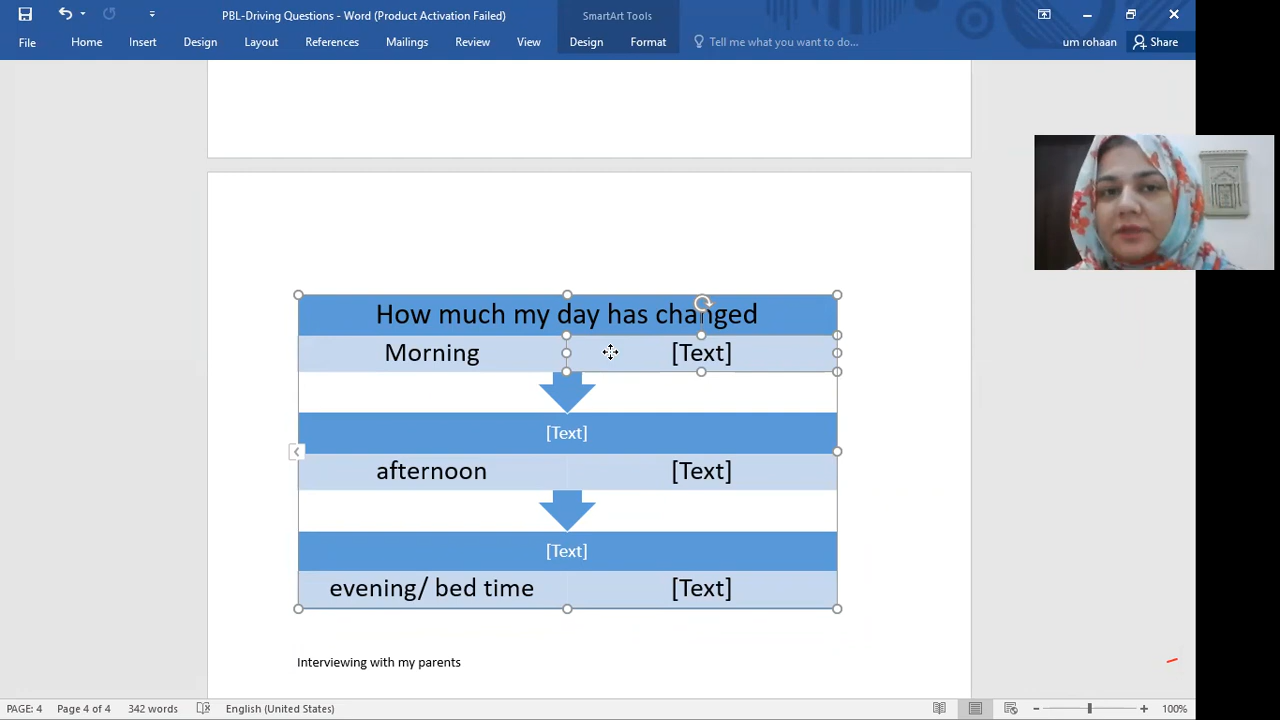 PBL-Driving Questions - Word (Product Activation Failed)
SmartArt Tools
File Home Insert Design Layout References Mailings Review View Design Format Tell me what you want to do... um rohaan Share
How much my day has changed
Morning [Text]
[Text]
afternoon [Text]
[Text]
evening/ bed time [Text]
Interviewing with my parents
PAGE: 4 Page 4 of 4 342 words English (United States) 100%